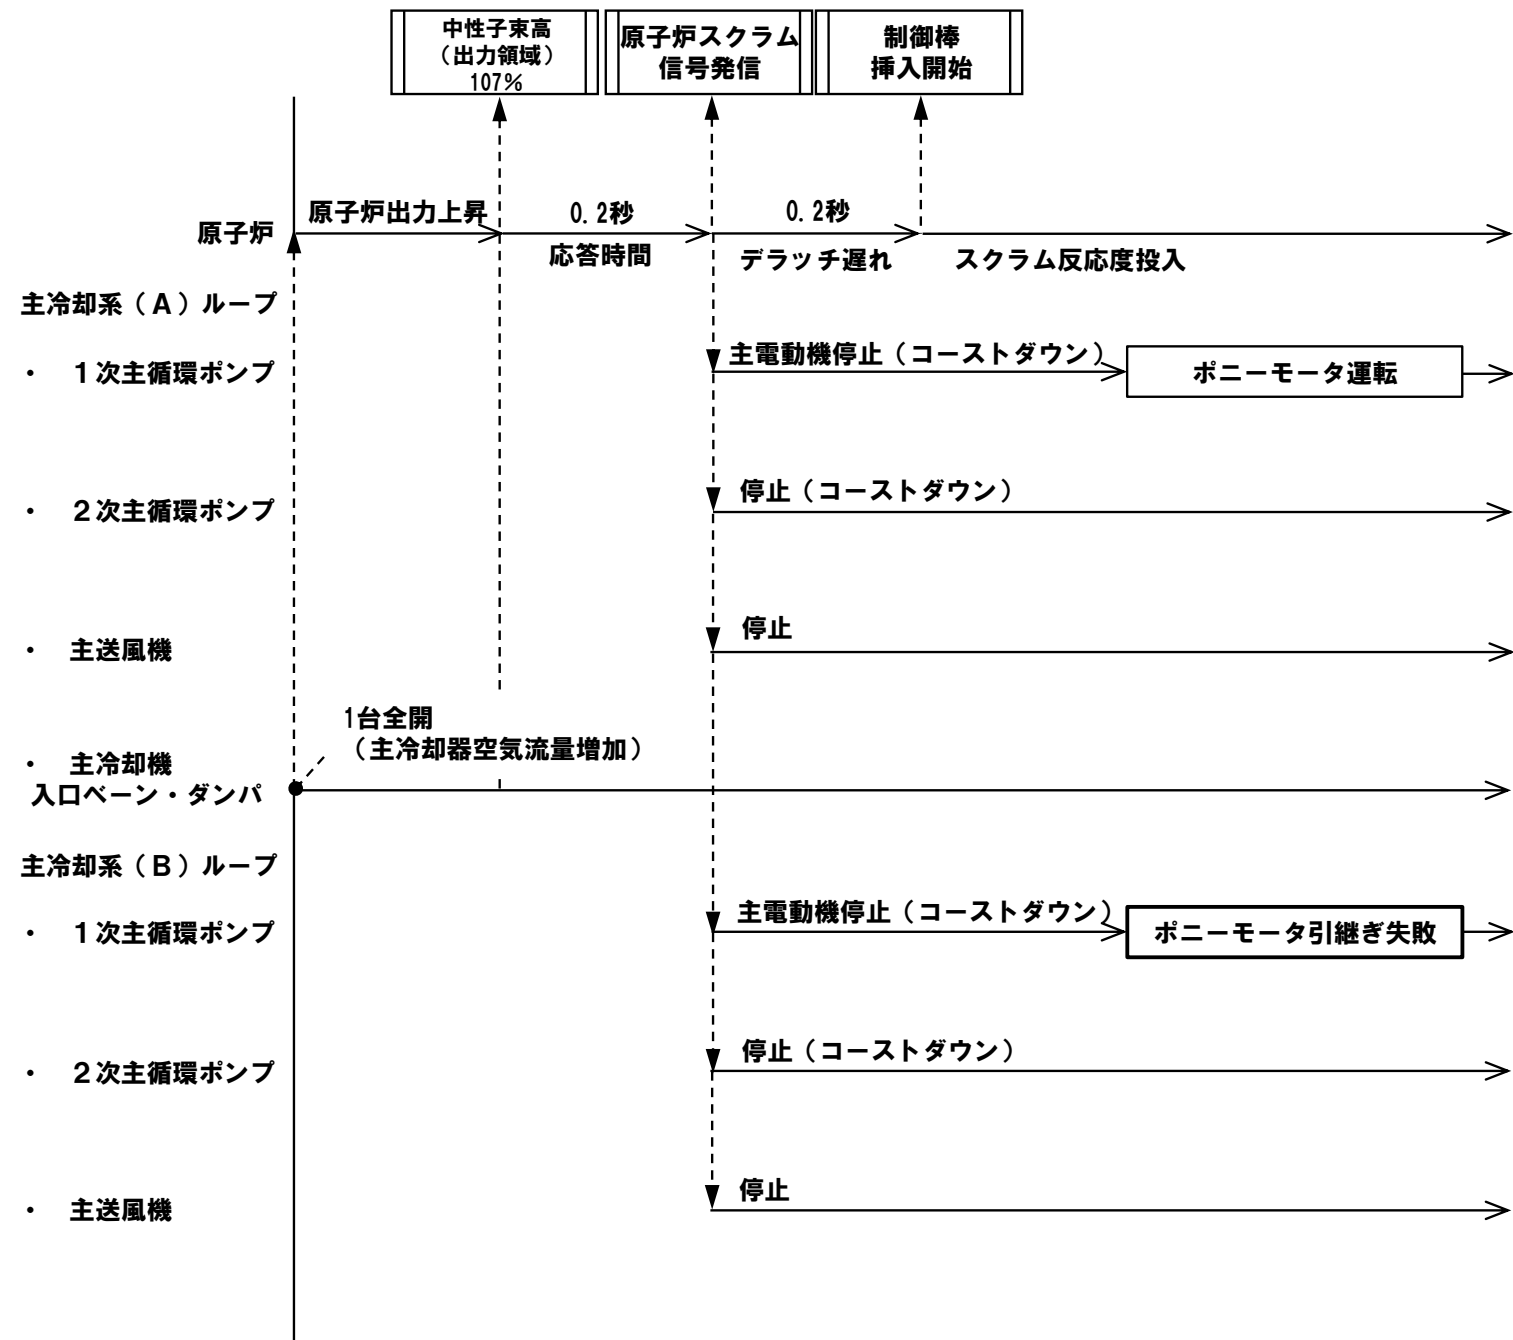 中性子束高
（出力領域）
107％
原子炉スクラム
信号発信
制御棒
挿入開始
原子炉
原子炉出力上昇
0.2秒
応答時間
0.2秒
デラッチ遅れ
スクラム反応度投入
主冷却系（Ａ）ループ
・ １次主循環ポンプ
主電動機停止（コーストダウン）
ポニーモータ運転
・ ２次主循環ポンプ
停止（コーストダウン）
・ 主送風機
停止
1台全開
（主冷却器空気流量増加）
・ 主冷却機
入口ベーン・ダンパ
主冷却系（Ｂ）ループ
・ １次主循環ポンプ
主電動機停止（コーストダウン）
ポニーモータ引継ぎ失敗
・ ２次主循環ポンプ
停止（コーストダウン）
・ 主送風機
停止